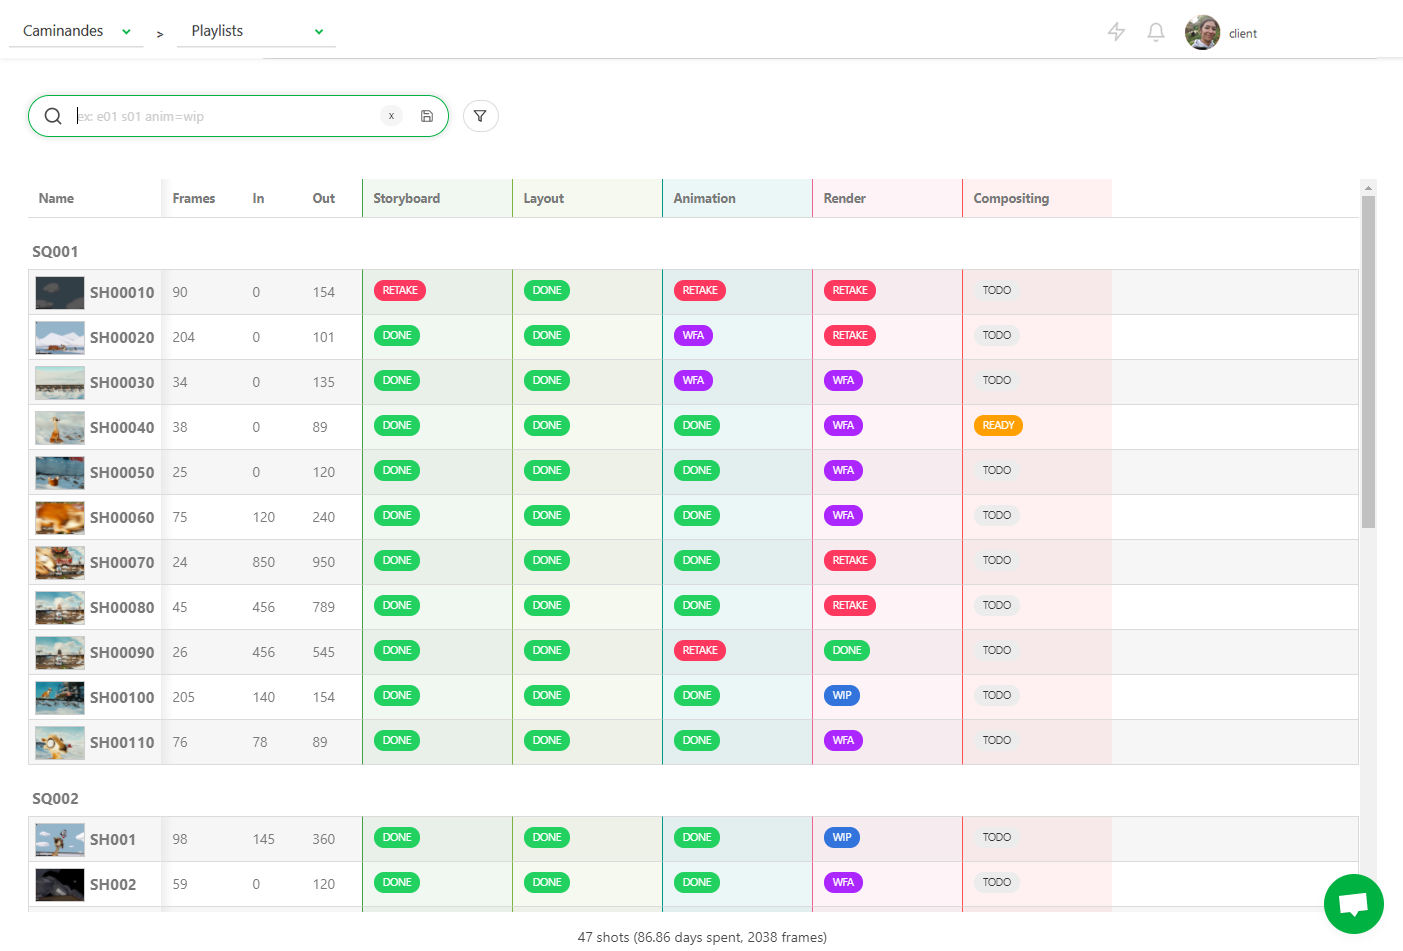 Caminandes > Playlists client
ex: e01 s01 anim=wip x
Name Frames In Out Storyboard Layout Animation Render Compositing
SQ001
SH00010 90 0 154 RETAKE DONE RETAKE RETAKE TODO
SH00020 204 0 101 DONE DONE WFA RETAKE TODO
SH00030 34 0 135 DONE DONE WFA WFA TODO
SH00040 38 0 89 DONE DONE DONE WFA READY
SH00050 25 0 120 DONE DONE DONE WFA TODO
SH00060 75 120 240 DONE DONE DONE WFA TODO
SH00070 24 850 950 DONE DONE DONE RETAKE TODO
SH00080 45 456 789 DONE DONE DONE RETAKE TODO
SH00090 26 456 545 DONE DONE RETAKE DONE TODO
SH00100 205 140 154 DONE DONE DONE WIP TODO
SH00110 76 78 89 DONE DONE DONE WFA TODO
SQ002
SH001 98 145 360 DONE DONE DONE WIP TODO
SH002 59 0 120 DONE DONE DONE WFA TODO
47 shots (86.86 days spent, 2038 frames)